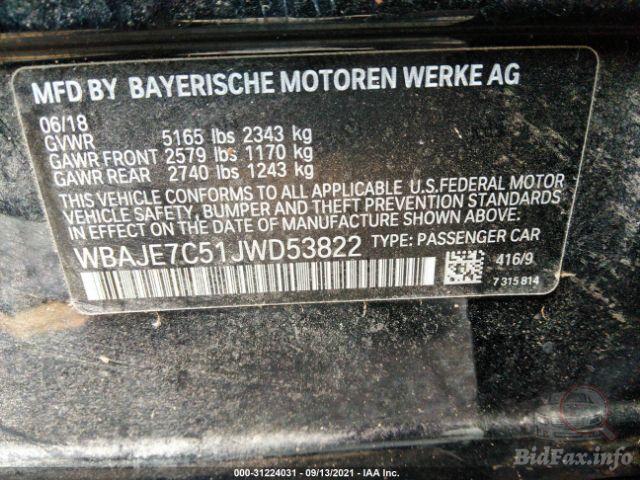 MFD BY BAYERISCHE MOTOREN WERKE AG
06/18
GVWR 5165 lbs 2343 kg
GAWR FRONT 2579 lbs 1170 kg
GAWR REAR 2740 lbs 1243 kg
THIS VEHICLE CONFORMS TO ALL APPLICABLE U.S.FEDERAL MOTOR
VEHICLE SAFETY, BUMPER AND THEFT PREVENTION STANDARDS
IN EFFECT ON THE DATE OF MANUFACTURE SHOWN ABOVE.
WBAJE7C51JWD53822 TYPE: PASSENGER CAR
416/9
7 315 814
BidFax.info
000-31224031 - 09/13/2021 - IAA Inc.